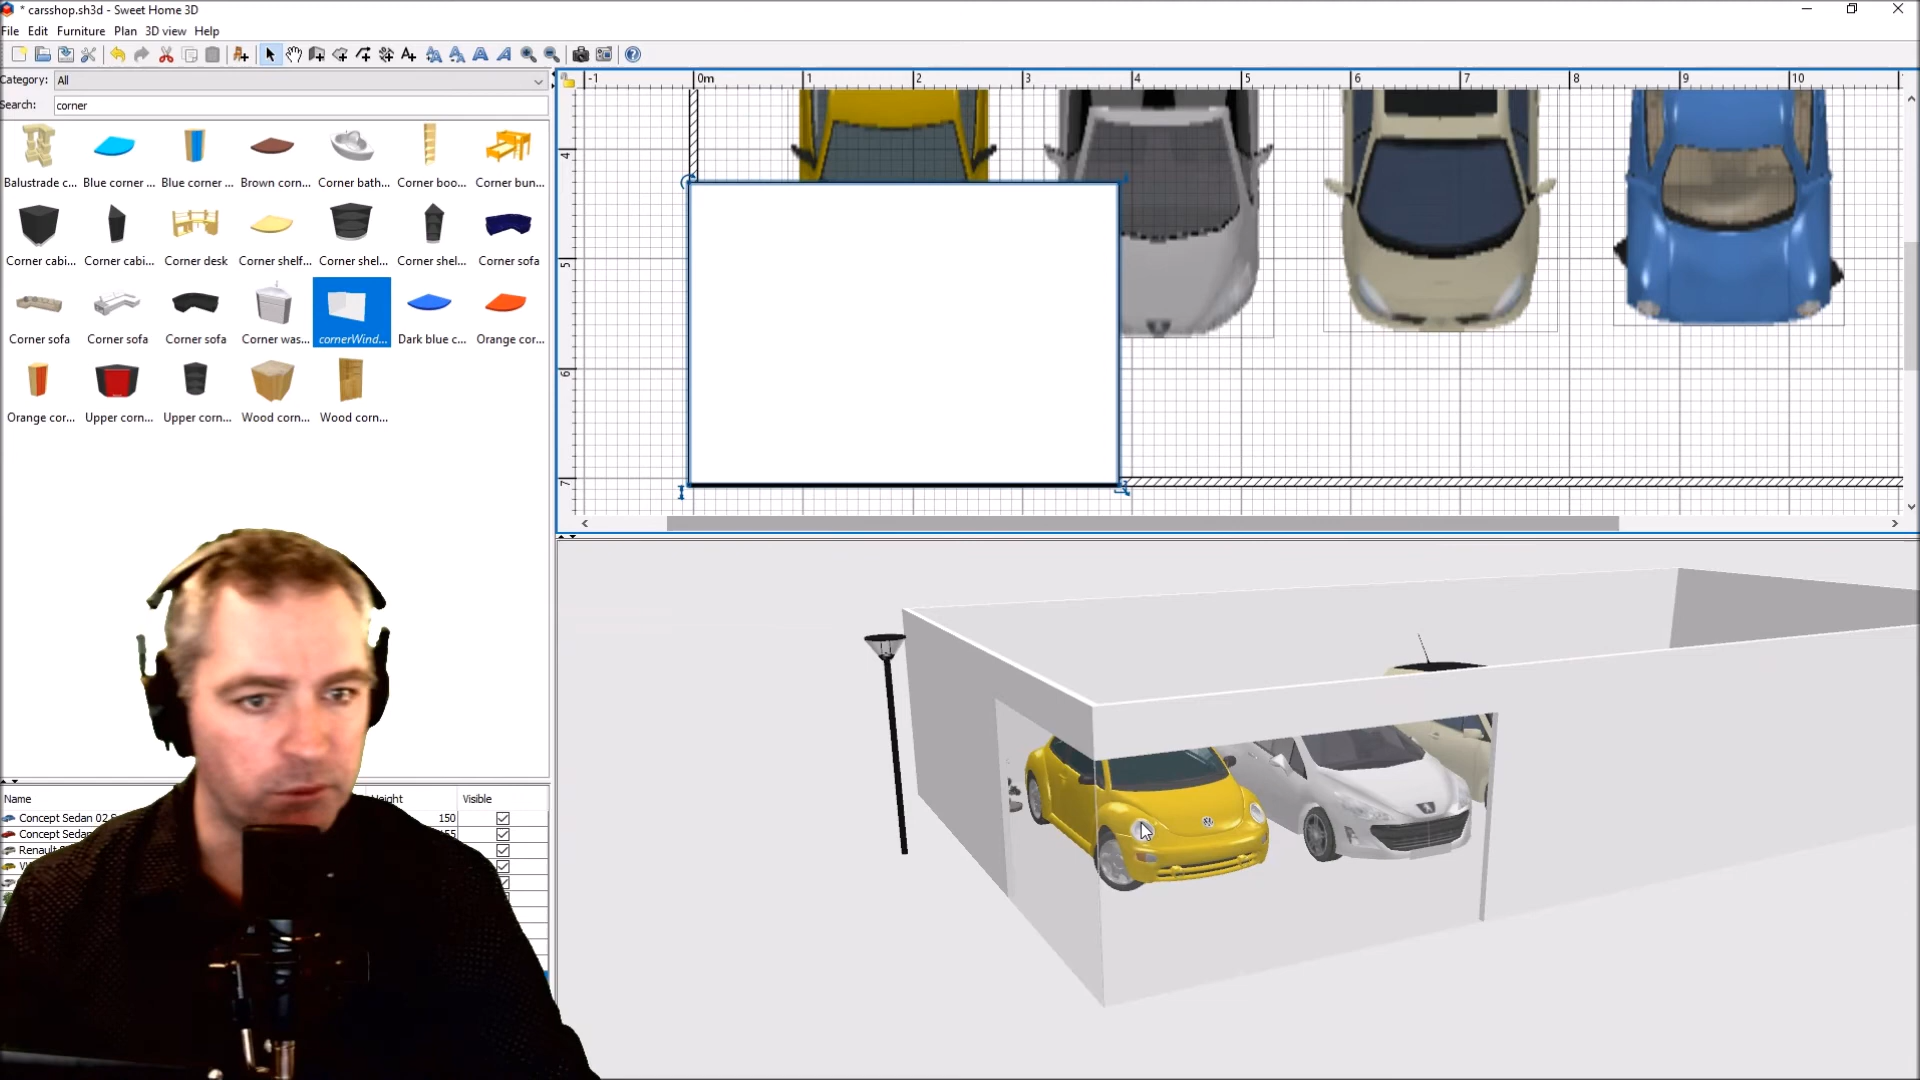 * carsshop.sh3d - Sweet Home 3D
File Edit Furniture Plan 3D view Help
Category: All
Search: corner
Balustrade c... Blue corner ... Blue corner ... Brown corn... Corner bath... Corner boo... Corner bun...
Corner cabi... Corner cabi... Corner desk Corner shelf... Corner shel... Corner shel... Corner sofa
Corner sofa Corner sofa Corner sofa Corner was... cornerWind... Dark blue c... Orange cor...
Orange cor... Upper corn... Upper corn... Wood corn... Wood corn...
-1 0m 1 2 3 4 5 6 7 8 9 10
4
5
6
7
Name Height Visible
Concept Sedan 02 150
Concept Sedan
Renault